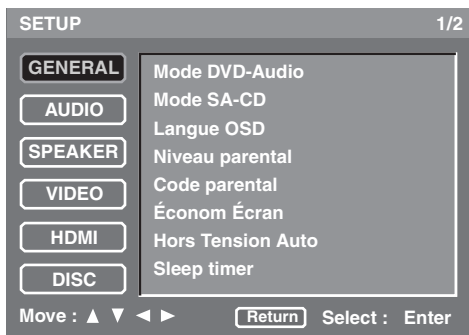 SETUP 1/2
GENERAL
AUDIO
SPEAKER
VIDEO
HDMI
DISC
Mode DVD-Audio
Mode SA-CD
Langue OSD
Niveau parental
Code parental
Économ Écran
Hors Tension Auto
Sleep timer
Move : ▲ ▼ ◄ ► Return Select : Enter